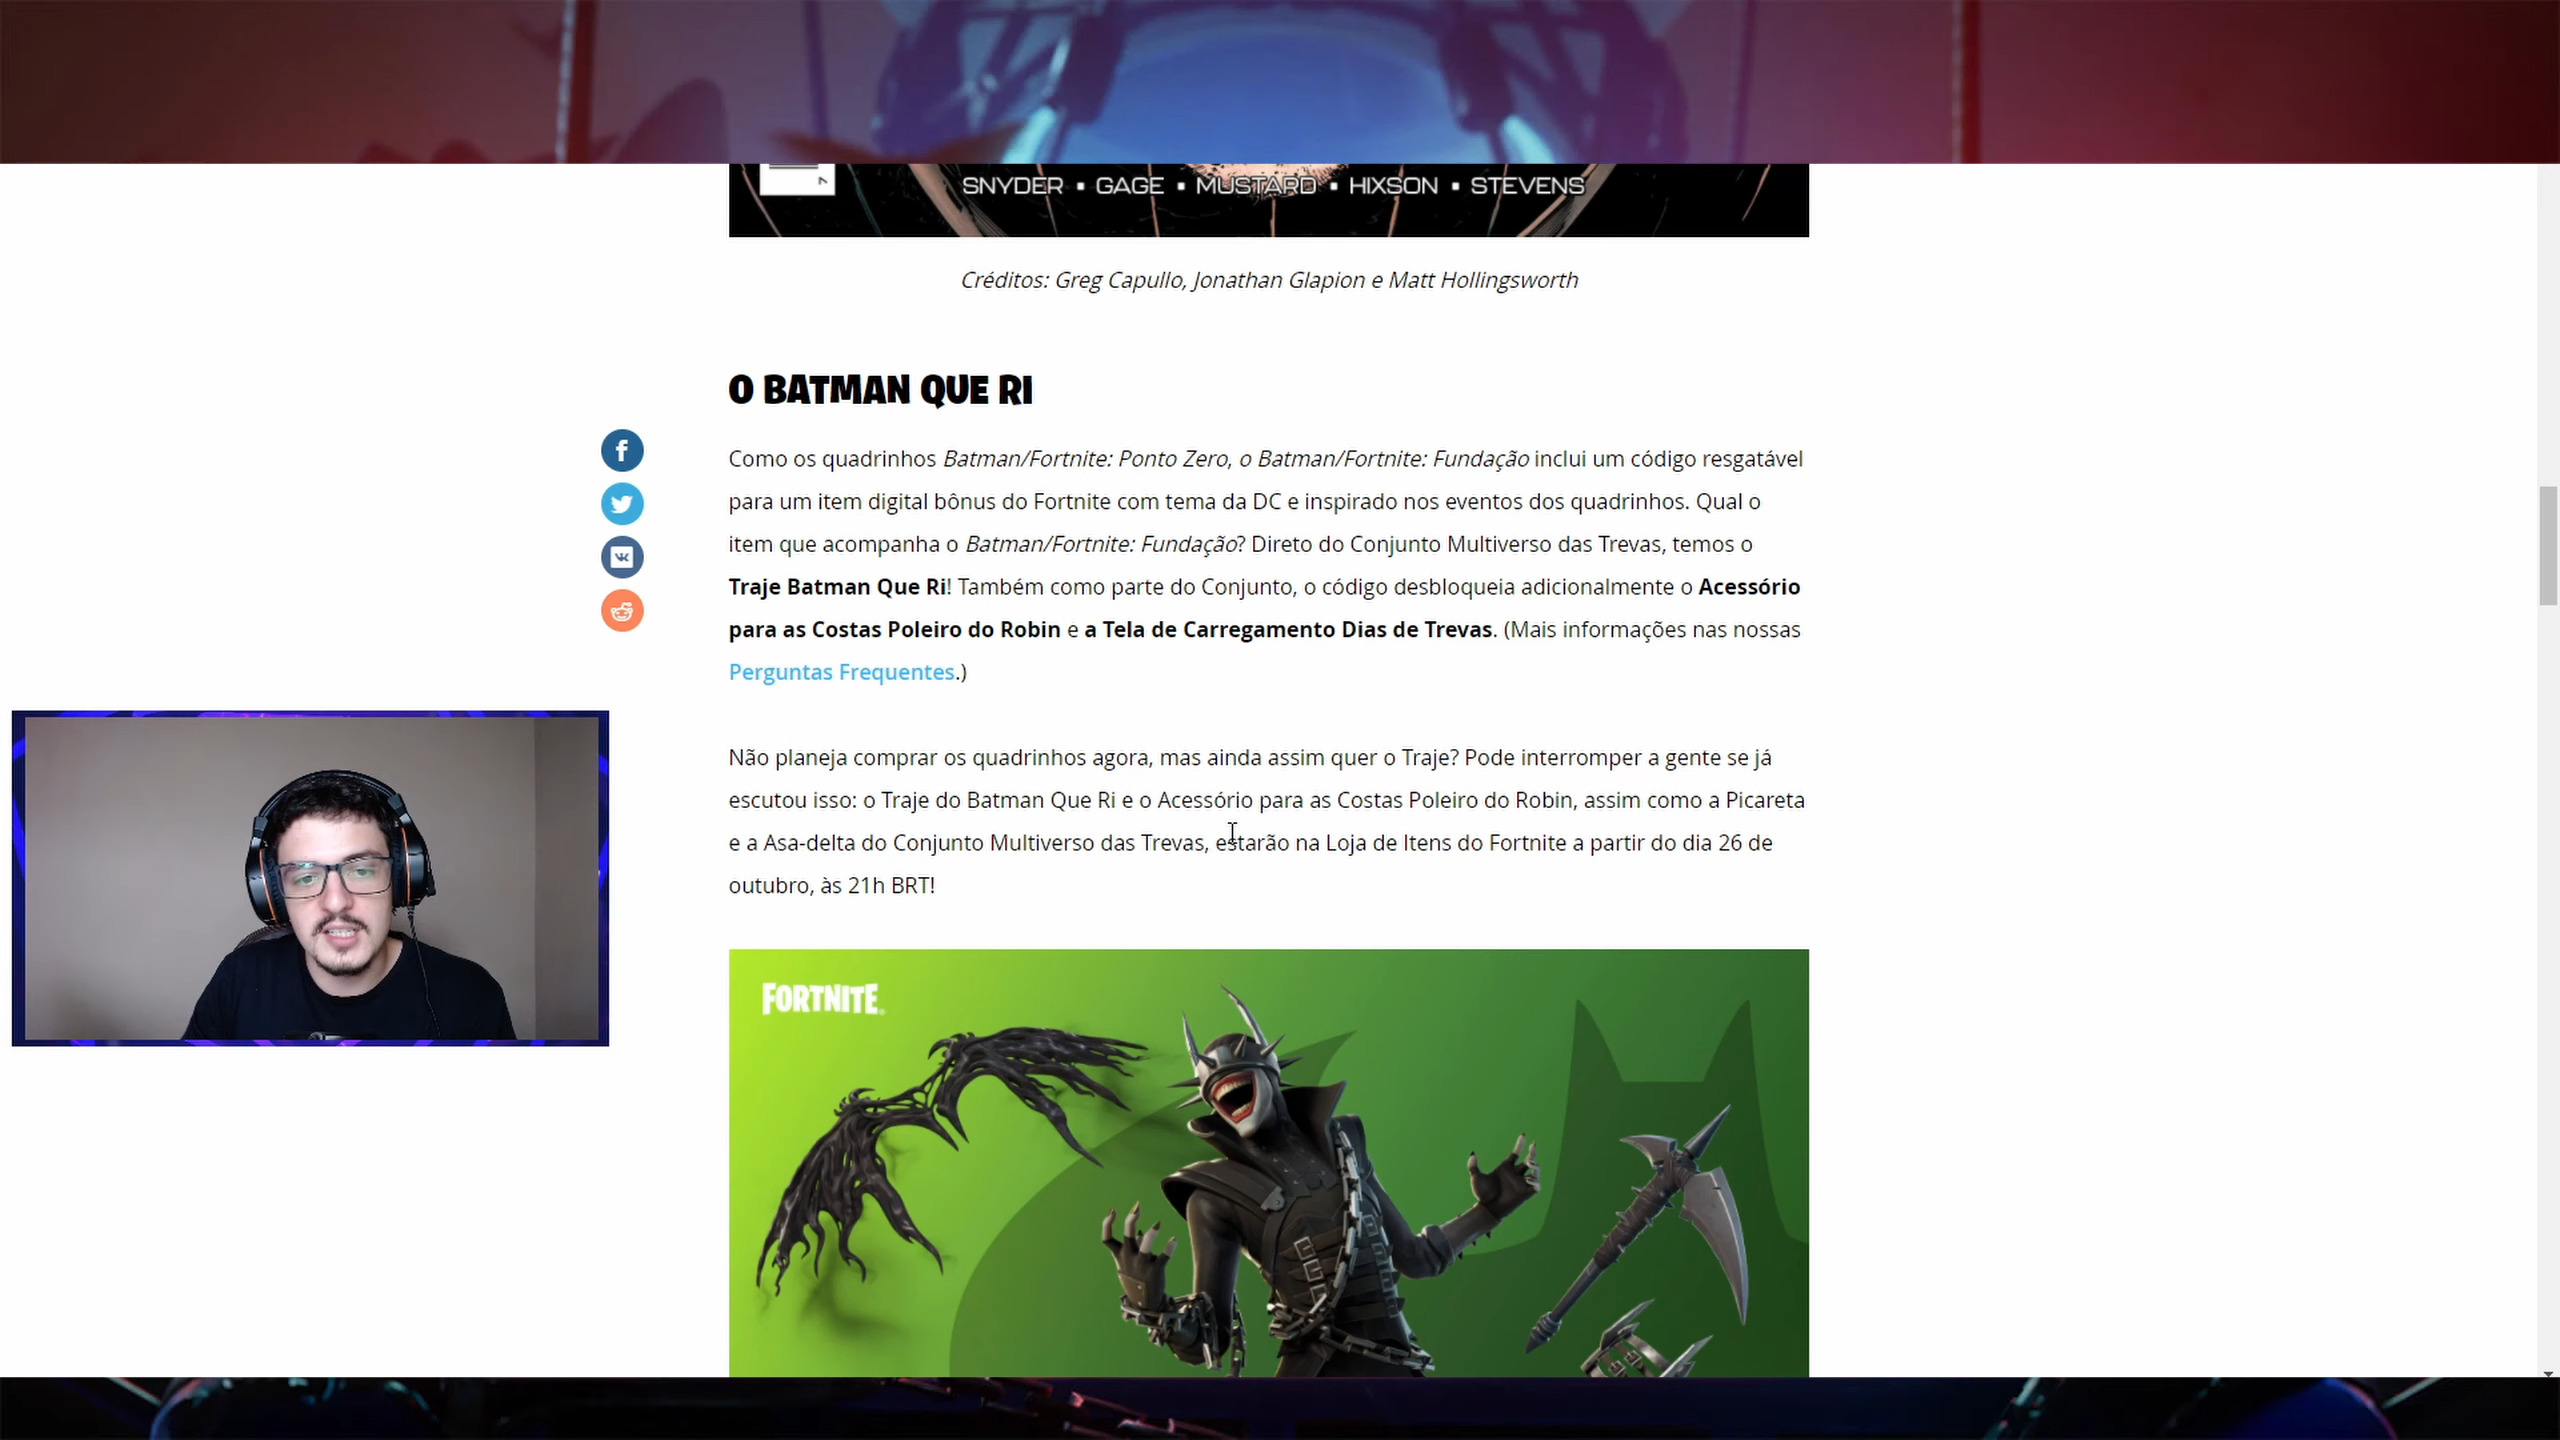 SNYDER ▪ GAGE ▪ MUSTARD ▪ HIXSON ▪ STEVENS
Créditos: Greg Capullo, Jonathan Glapion e Matt Hollingsworth
O BATMAN QUE RI
Como os quadrinhos Batman/Fortnite: Ponto Zero, o Batman/Fortnite: Fundação inclui um código resgatável
para um item digital bônus do Fortnite com tema da DC e inspirado nos eventos dos quadrinhos. Qual o
item que acompanha o Batman/Fortnite: Fundação? Direto do Conjunto Multiverso das Trevas, temos o
Traje Batman Que Ri! Também como parte do Conjunto, o código desbloqueia adicionalmente o Acessório
para as Costas Poleiro do Robin e a Tela de Carregamento Dias de Trevas. (Mais informações nas nossas
Perguntas Frequentes.)
Não planeja comprar os quadrinhos agora, mas ainda assim quer o Traje? Pode interromper a gente se já
escutou isso: o Traje do Batman Que Ri e o Acessório para as Costas Poleiro do Robin, assim como a Picareta
e a Asa-delta do Conjunto Multiverso das Trevas, estarão na Loja de Itens do Fortnite a partir do dia 26 de
outubro, às 21h BRT!
FORTNITE